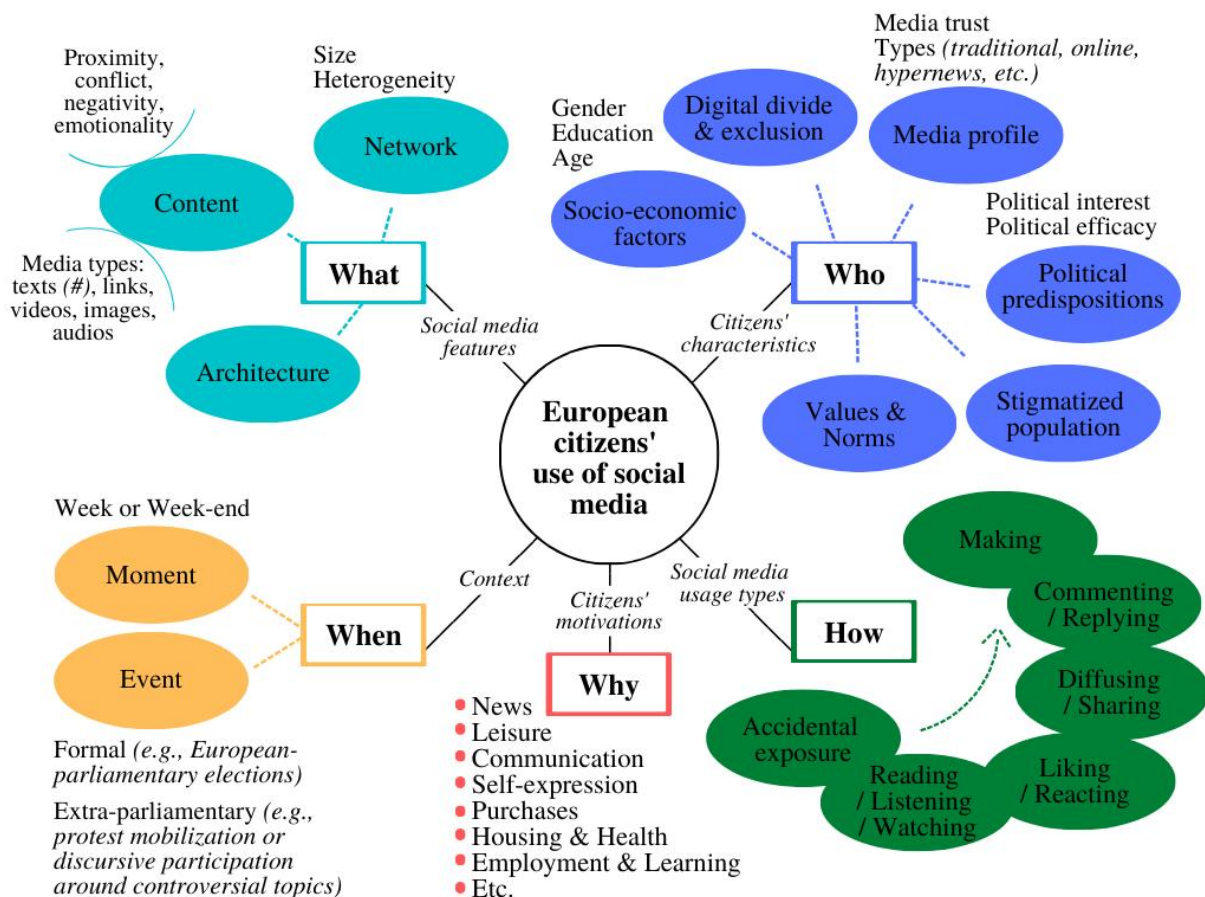 Proximity,
conflict,
negativity,
emotionality
Size
Heterogeneity
Network
Content
Media types:
texts (#), links,
videos, images,
audios
What
Architecture
Social media
features
Media trust
Types (traditional, online,
hypernews, etc.)
Gender
Education
Age
Digital divide
& exclusion
Media profile
Socio-economic
factors
Political interest
Political efficacy
Who
Political
predispositions
Citizens'
characteristics
Values &
Norms
Stigmatized
population
European
citizens'
use of social
media
Week or Week-end
Moment
Event
When
Context
Formal (e.g., European-
parliamentary elections)
Extra-parliamentary (e.g.,
protest mobilization or
discursive participation
around controversial topics)
Citizens'
motivations
Why
News
Leisure
Communication
Self-expression
Purchases
Housing & Health
Employment & Learning
Etc.
Social media
usage types
How
Making
Commenting
/ Replying
Diffusing
/ Sharing
Liking
/ Reacting
Reading
/ Listening
/ Watching
Accidental
exposure